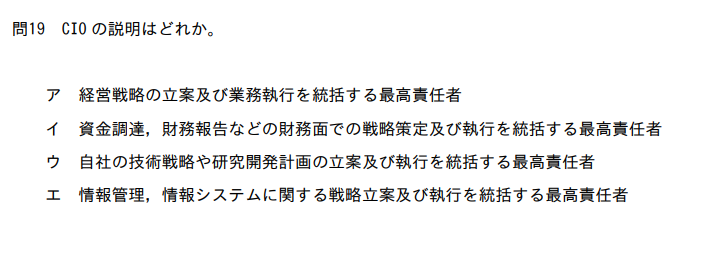 問19　CIO の説明はどれか。
ア　経営戦略の立案及び業務執行を統括する最高責任者
イ　資金調達，財務報告などの財務面での戦略策定及び執行を統括する最高責任者
ウ　自社の技術戦略や研究開発計画の立案及び執行を統括する最高責任者
エ　情報管理，情報システムに関する戦略立案及び執行を統括する最高責任者